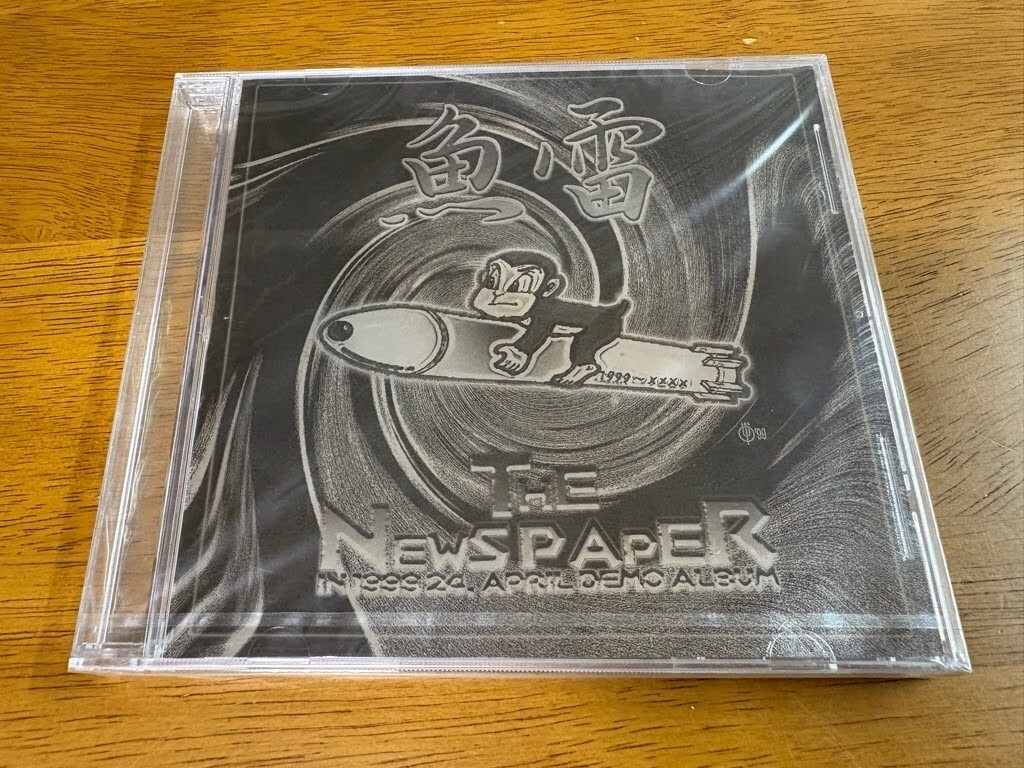 魚雷
1999~xxxx
'99
THE
NEWSPAPER
IN 1999 24, APRIL DEMO ALBUM